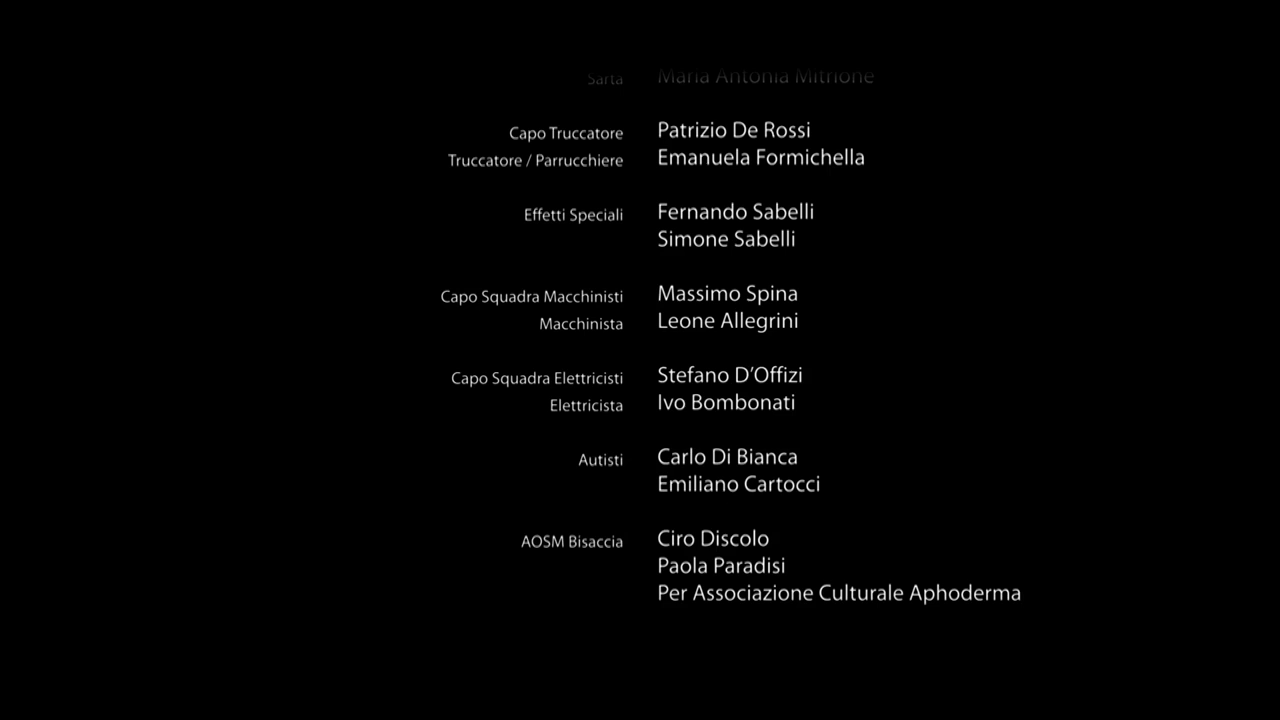 Sarta Maria Antonia Mitrione
Capo Truccatore Patrizio De Rossi
Truccatore / Parrucchiere Emanuela Formichella
Effetti Speciali Fernando Sabelli
Simone Sabelli
Capo Squadra Macchinisti Massimo Spina
Macchinista Leone Allegrini
Capo Squadra Elettricisti Stefano D’Offizi
Elettricista Ivo Bombonati
Autisti Carlo Di Bianca
Emiliano Cartocci
AOSM Bisaccia Ciro Discolo
Paola Paradisi
Per Associazione Culturale Aphoderma